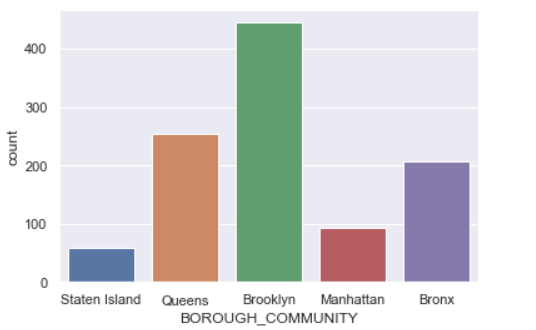 400
300
200
100
0
count
Staten Island Queens Brooklyn Manhattan Bronx
BOROUGH_COMMUNITY